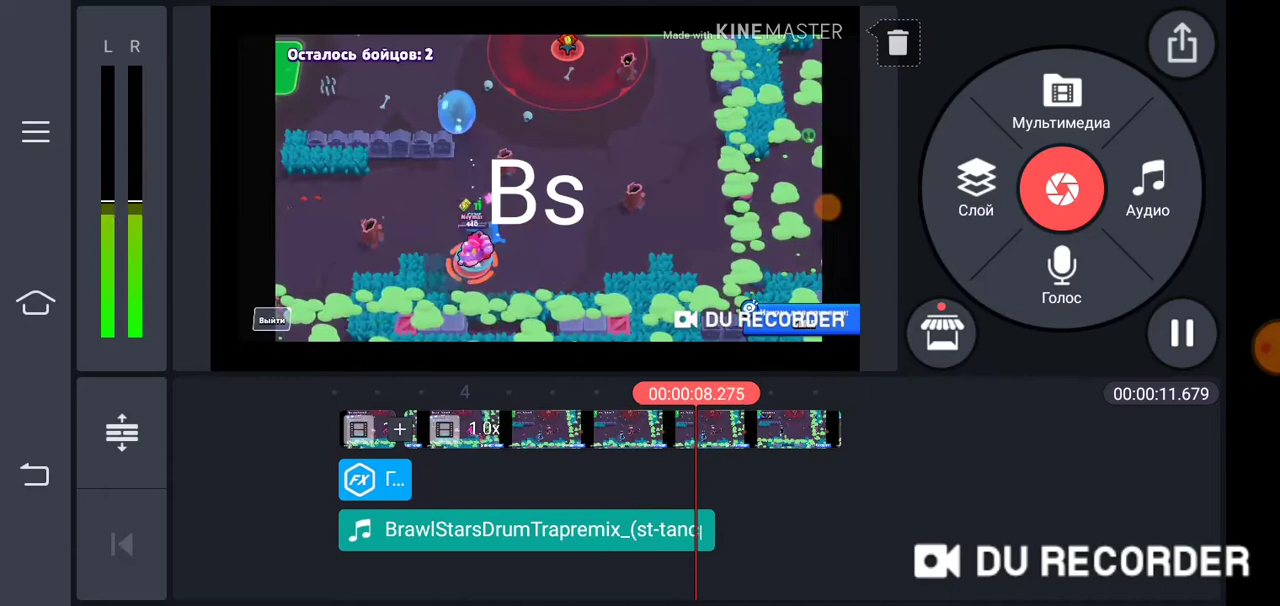 L R
Made with KINEMASTER
Осталось бойцов: 2
Bs
Выйти
DU RECORDER
Мультимедиа
Слой
Аудио
Голос
4
00:00:08.275
00:00:11.679
1.0x
FX Г...
BrawlStarsDrumTrapremix_(st-tanc
DU RECORDER